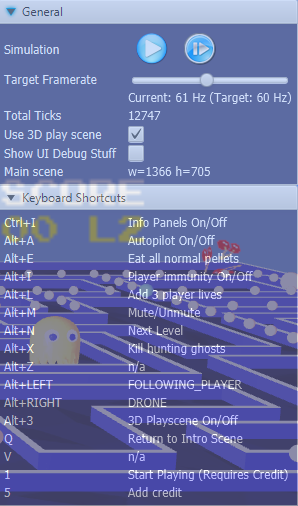 General
Simulation
Target Framerate
Current: 61 Hz (Target: 60 Hz)
Total Ticks 12747
Use 3D play scene
Show UI Debug Stuff
Main scene w=1366 h=705
SCORE
Keyboard Shortcuts
Ctrl+I Info Panels On/Off
00 L2
Alt+A Autopilot On/Off
Alt+E Eat all normal pellets
Alt+I Player immunity On/Off
Alt+L Add 3 player lives
Alt+M Mute/Unmute
Alt+N Next Level
Alt+X Kill hunting ghosts
Alt+Z n/a
Alt+LEFT FOLLOWING_PLAYER
Alt+RIGHT DRONE
Alt+3 3D Playscene On/Off
Q Return to Intro Scene
V n/a
1 Start Playing (Requires Credit)
5 Add credit